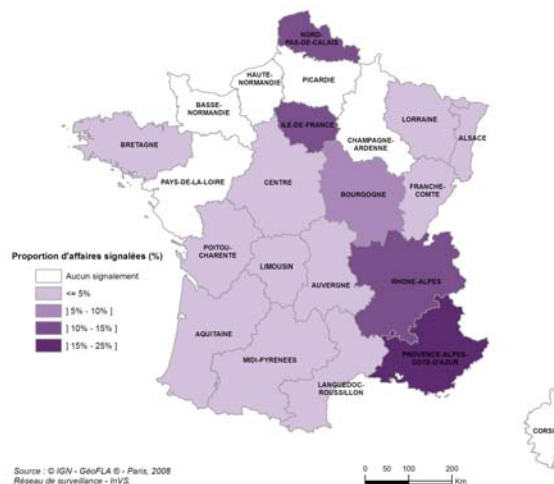 NORD-
PAS-DE-CALAIS
HAUTE-
NORMANDIE
PICARDIE
BASSE-
NORMANDIE
ILE-DE-FRANCE
CHAMPAGNE-
ARDENNE
LORRAINE
ALSACE
BRETAGNE
PAYS-DE-LA-LOIRE
CENTRE
BOURGOGNE
FRANCHE-
COMTE
POITOU-
CHARENTE
LIMOUSIN
AUVERGNE
RHONE-ALPES
AQUITAINE
MIDI-PYRENEES
LANGUEDOC-
ROUSSILLON
PROVENCE-ALPES-
COTE-D'AZUR
CORSE
Proportion d'affaires signalées (%)
Aucun signalement
<= 5%
] 5% - 10% ]
] 10% - 15% ]
] 15% - 25% ]
Source : © IGN - GéoFLA ® - Paris, 2008
Réseau de surveillance - InVS.
0 50 100 200
Km